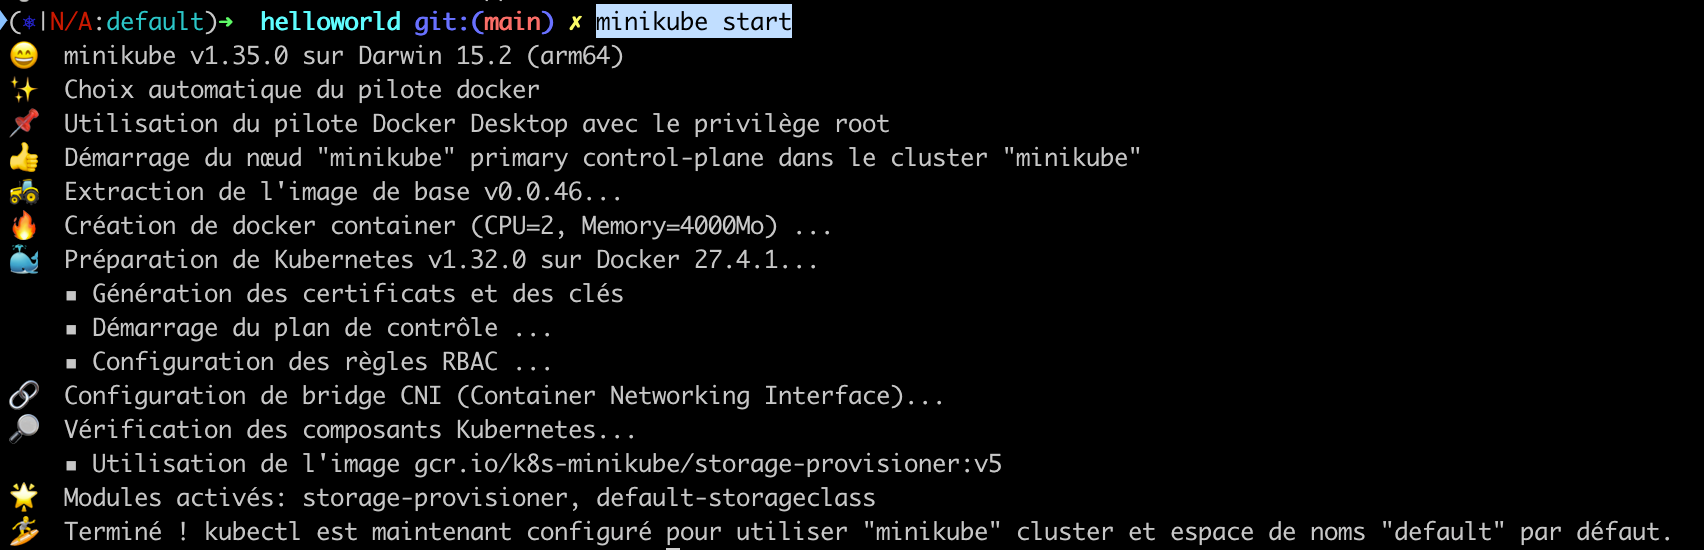 (⎈|N/A:default)➜  helloworld git:(main) ✗ minikube start
😄  minikube v1.35.0 sur Darwin 15.2 (arm64)
✨  Choix automatique du pilote docker
📌  Utilisation du pilote Docker Desktop avec le privilège root
👍  Démarrage du nœud "minikube" primary control-plane dans le cluster "minikube"
🚜  Extraction de l'image de base v0.0.46...
🔥  Création de docker container (CPU=2, Memory=4000Mo) ...
🐳  Préparation de Kubernetes v1.32.0 sur Docker 27.4.1...
▪ Génération des certificats et des clés
▪ Démarrage du plan de contrôle ...
▪ Configuration des règles RBAC ...
🔗  Configuration de bridge CNI (Container Networking Interface)...
🔎  Vérification des composants Kubernetes...
▪ Utilisation de l'image gcr.io/k8s-minikube/storage-provisioner:v5
🌟  Modules activés: storage-provisioner, default-storageclass
🏄  Terminé ! kubectl est maintenant configuré pour utiliser "minikube" cluster et espace de noms "default" par défaut.